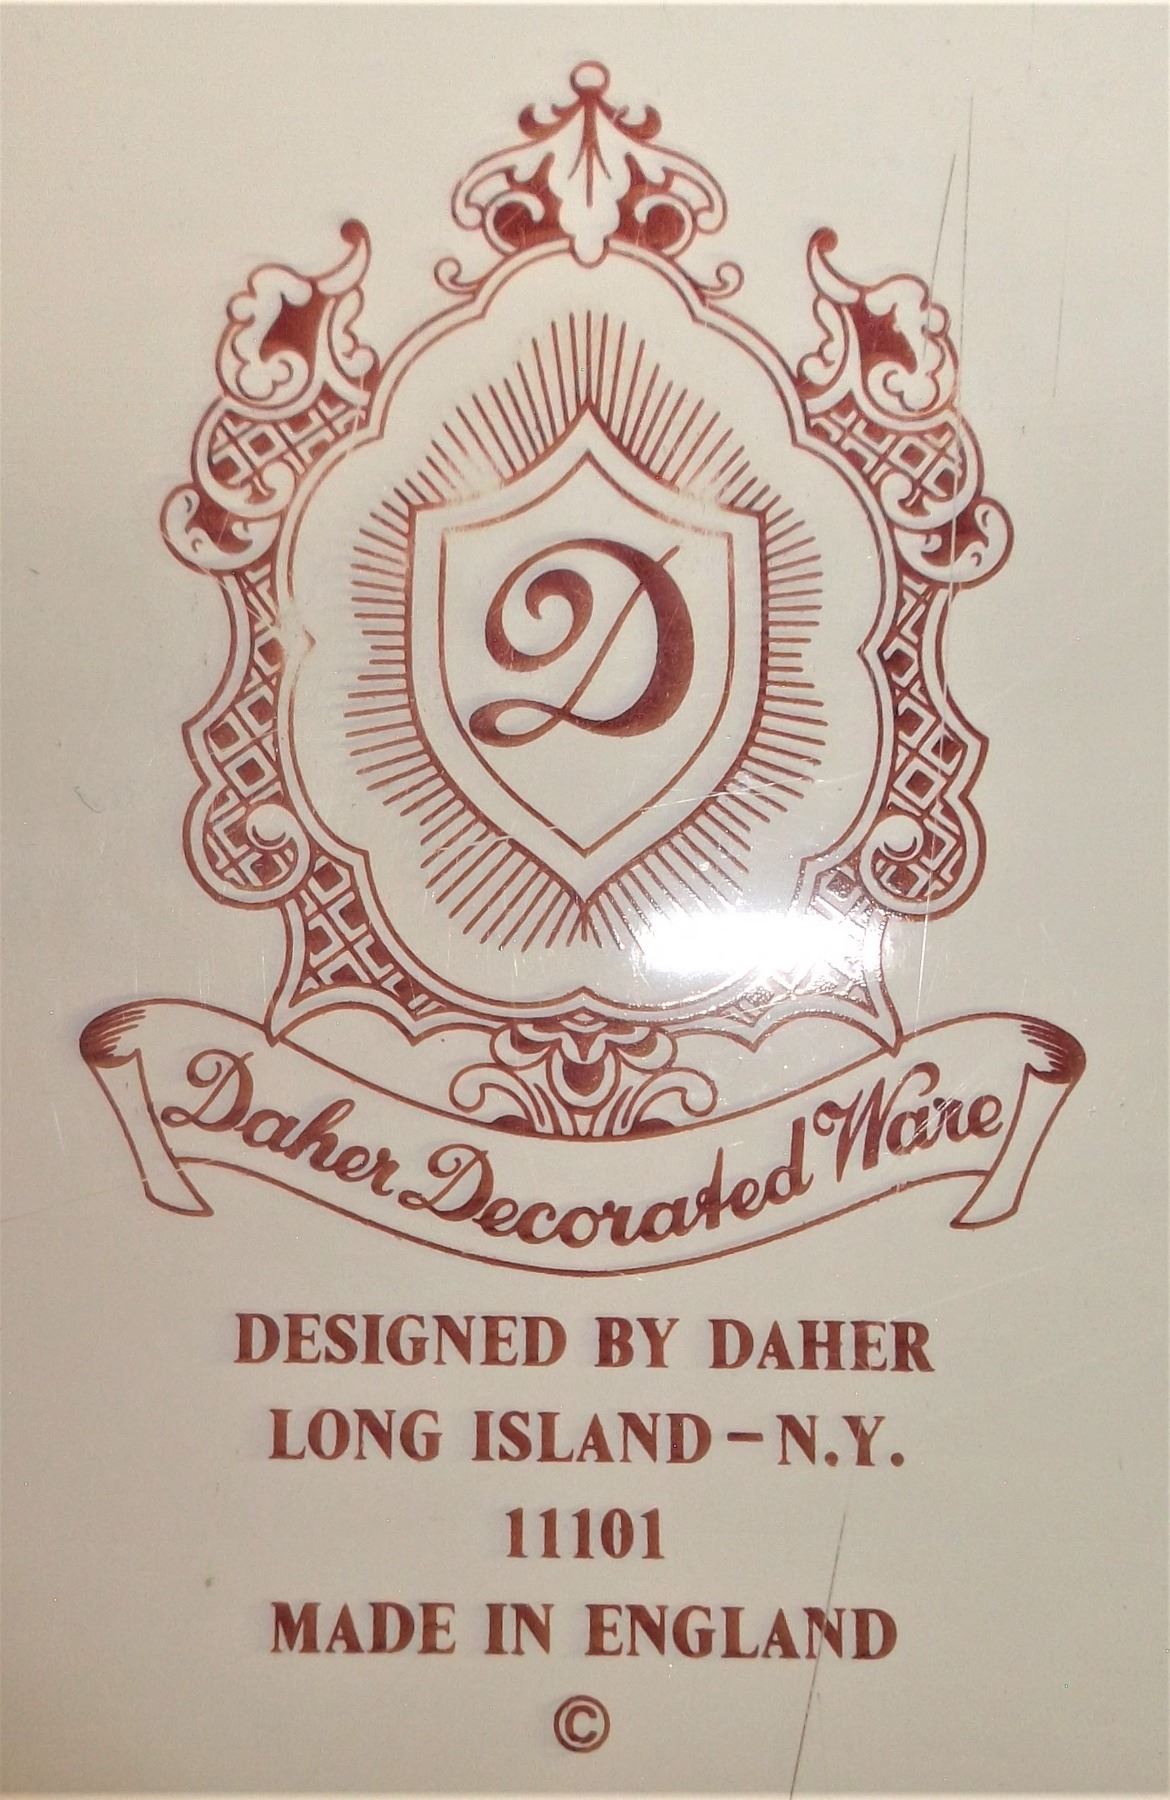 D
Daher Decorated Ware
DESIGNED BY DAHER
LONG ISLAND – N.Y.
11101
MADE IN ENGLAND
©